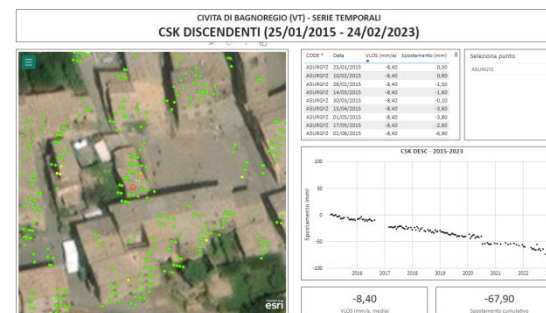 CIVITA DI BAGNOREGIO (VT) - SERIE TEMPORALI
CSK DISCENDENTI (25/01/2015 - 24/02/2023)
CODE Data VLOS (mm/a) Spostamento (mm)
ASURGYZ 25/01/2015 -8,40 0,00
ASURGYZ 10/02/2015 -8,40 0,90
ASURGYZ 26/02/2015 -8,40 -1,50
ASURGYZ 14/03/2015 -8,40 -1,60
ASURGYZ 30/03/2015 -8,40 -0,10
ASURGYZ 15/04/2015 -8,40 -3,60
ASURGYZ 01/05/2015 -8,40 -3,80
ASURGYZ 17/05/2015 -8,40 -2,60
ASURGYZ 02/06/2015 -8,40 -6,90
Seleziona punto
ASURGYZ
CSK DESC - 2015-2023
Spostamento (mm)
100
50
0
-50
-100
2016 2017 2018 2019 2020 2021 2022
-8,40
VLOS (mm/a, media)
-67,90
Spostamento cumulativo
esri